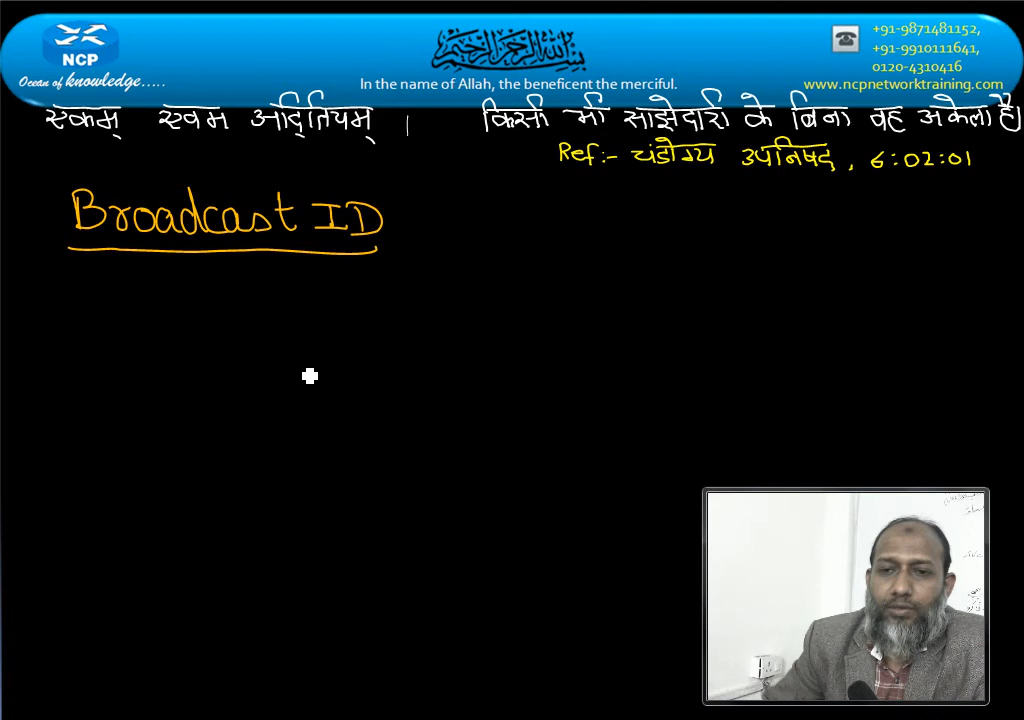 NCP
Ocean of knowledge.....
بسم الله الرحمن الرحيم
In the name of Allah, the beneficent the merciful.
+91-9871481152,
+91-9910111641,
0120-4310416
www.ncpnetworktraining.com
एकम् एवम अदि्तियम् । किसी भी साझेदारी के बिना वह अकेला है।
Ref:- चंडोग्य उपनिषद् , 6:02:01
Broadcast ID